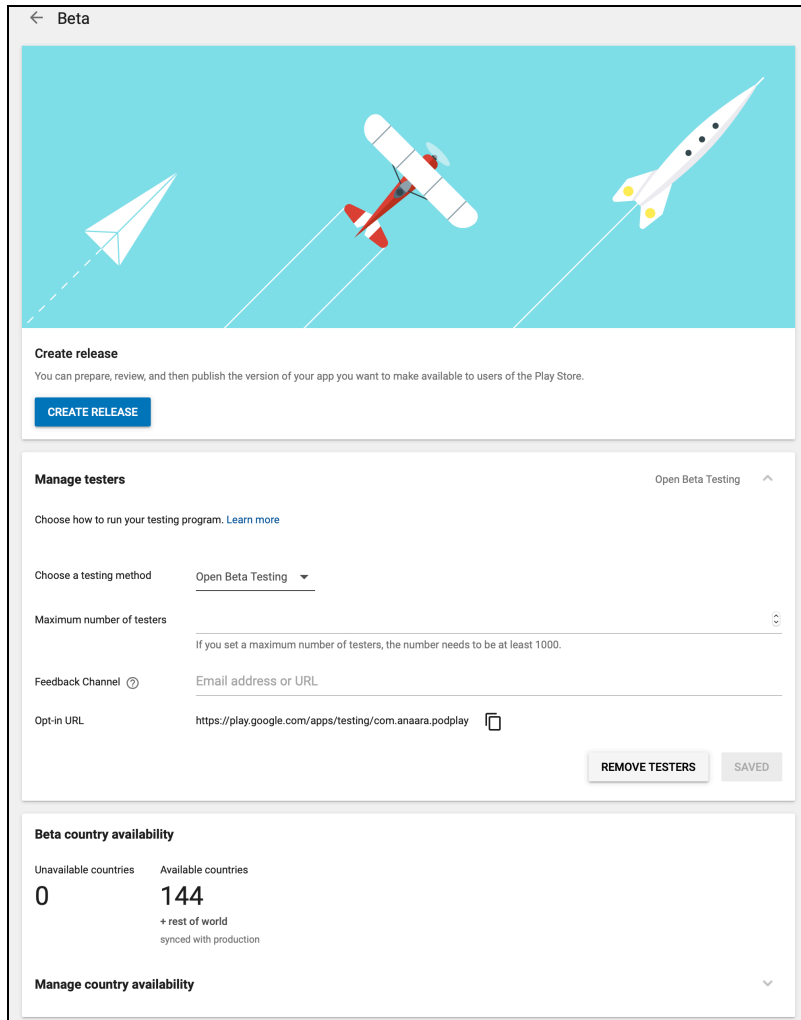 Beta
Create release
You can prepare, review, and then publish the version of your app you want to make available to users of the Play Store.
CREATE RELEASE
Manage testers
Open Beta Testing
Choose how to run your testing program. Learn more
Choose a testing method
Open Beta Testing
Maximum number of testers
If you set a maximum number of testers, the number needs to be at least 1000.
Feedback Channel ?
Email address or URL
Opt-in URL
https://play.google.com/apps/testing/com.anaara.podplay
REMOVE TESTERS
SAVED
Beta country availability
Unavailable countries
Available countries
0
144
+ rest of world
synced with production
Manage country availability